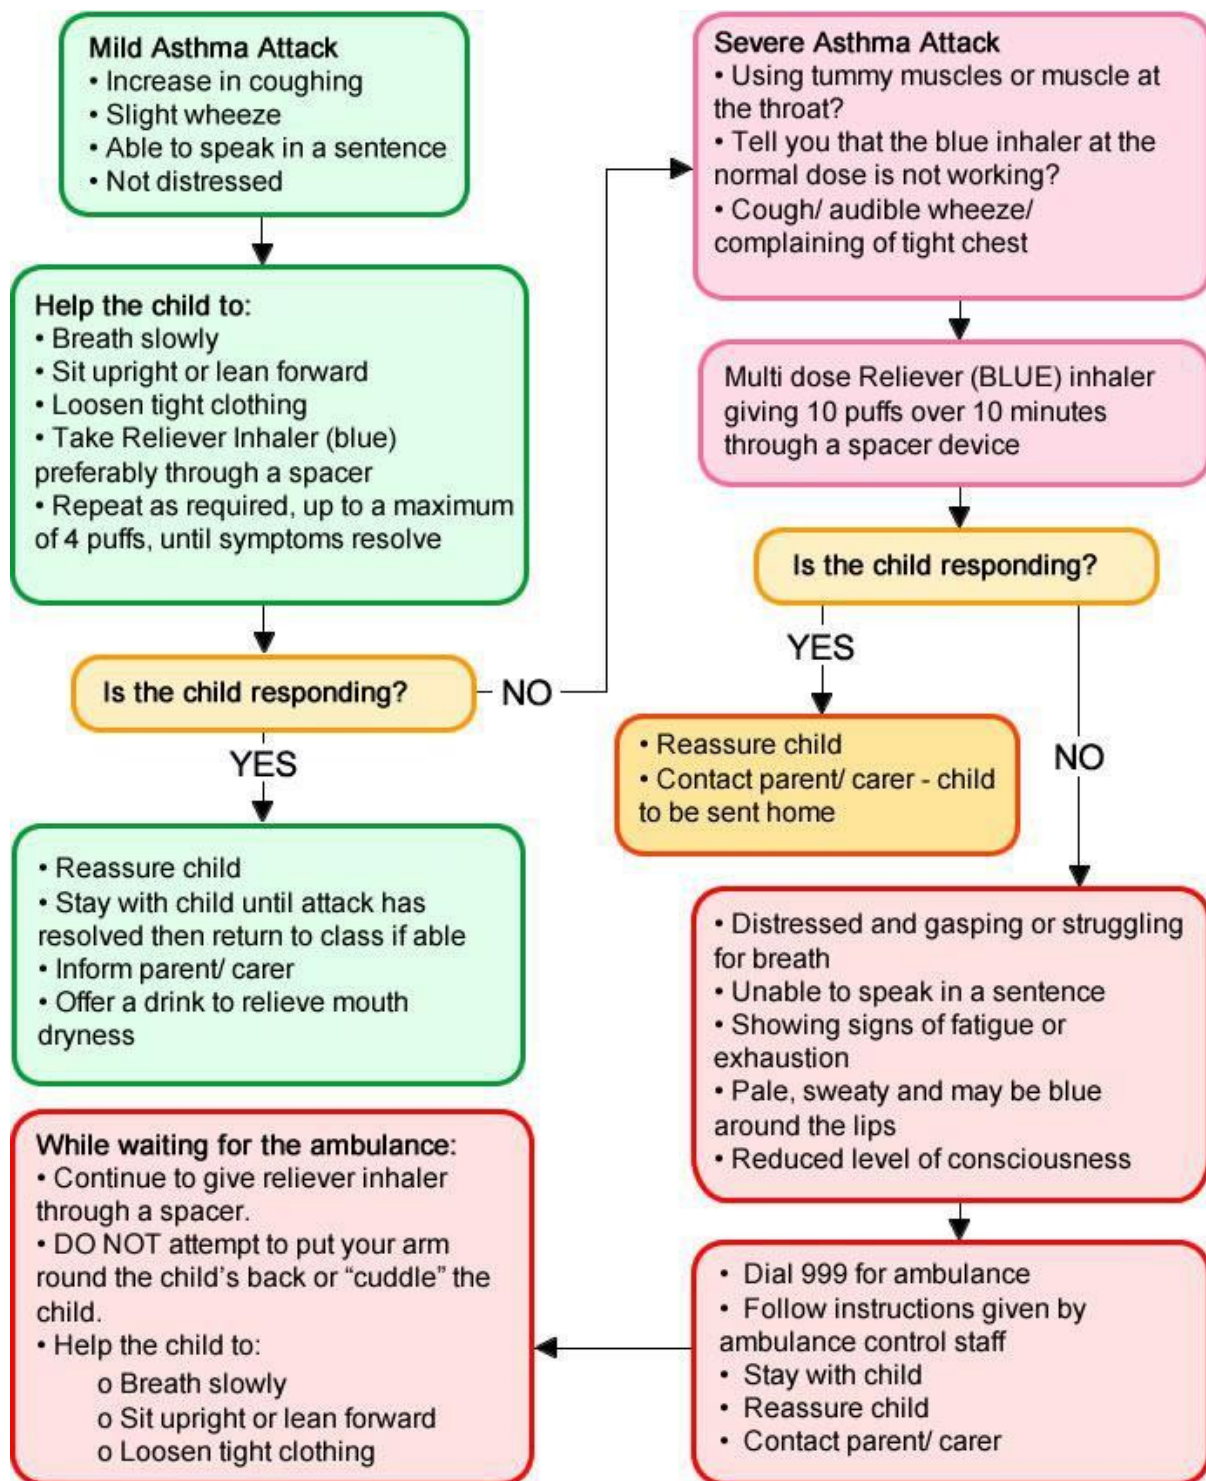 Mild Asthma Attack
• Increase in coughing
• Slight wheeze
• Able to speak in a sentence
• Not distressed
Help the child to:
• Breath slowly
• Sit upright or lean forward
• Loosen tight clothing
• Take Reliever Inhaler (blue)
preferably through a spacer
• Repeat as required, up to a maximum
of 4 puffs, until symptoms resolve
Is the child responding?
NO
YES
• Reassure child
• Stay with child until attack has
resolved then return to class if able
• Inform parent/ carer
• Offer a drink to relieve mouth
dryness
Severe Asthma Attack
• Using tummy muscles or muscle at
the throat?
• Tell you that the blue inhaler at the
normal dose is not working?
• Cough/ audible wheeze/
complaining of tight chest
Multi dose Reliever (BLUE) inhaler
giving 10 puffs over 10 minutes
through a spacer device
Is the child responding?
YES
NO
• Reassure child
• Contact parent/ carer - child
to be sent home
• Distressed and gasping or struggling
for breath
• Unable to speak in a sentence
• Showing signs of fatigue or
exhaustion
• Pale, sweaty and may be blue
around the lips
• Reduced level of consciousness
• Dial 999 for ambulance
• Follow instructions given by
ambulance control staff
• Stay with child
• Reassure child
• Contact parent/ carer
While waiting for the ambulance:
• Continue to give reliever inhaler
through a spacer.
• DO NOT attempt to put your arm
round the child’s back or “cuddle” the
child.
• Help the child to:
o Breath slowly
o Sit upright or lean forward
o Loosen tight clothing